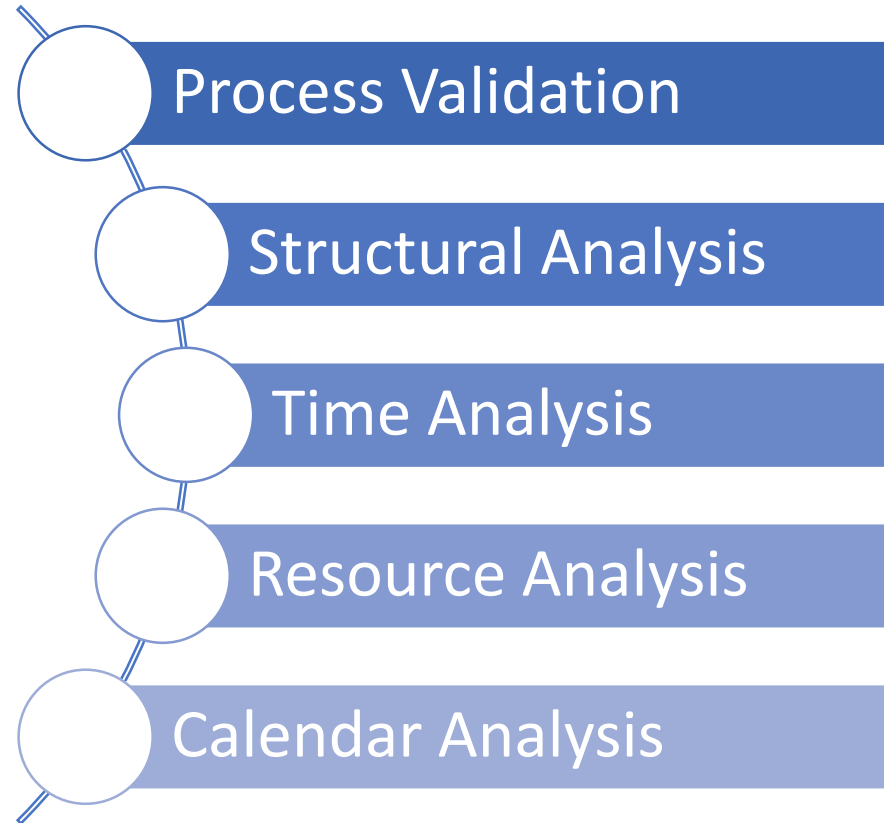 Process Validation
Structural Analysis
Time Analysis
Resource Analysis
Calendar Analysis